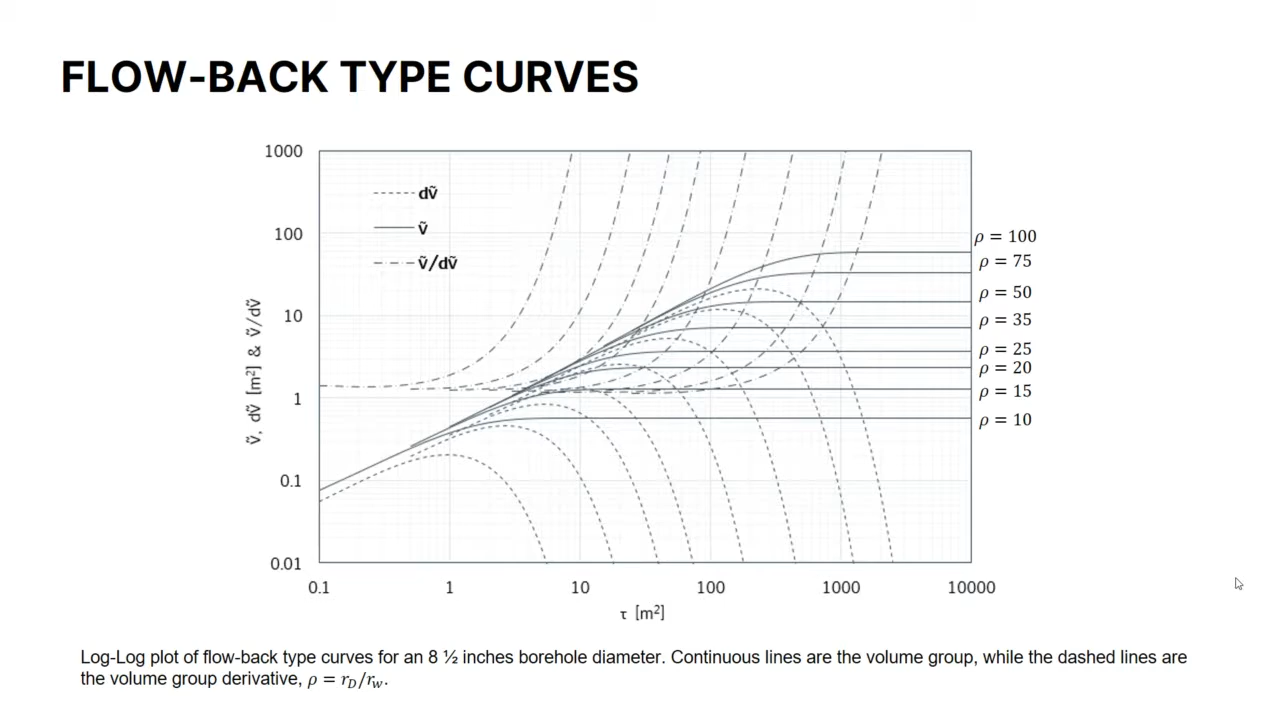 FLOW-BACK TYPE CURVES
1000
100
10
1
0.1
0.01
ṽ, dṽ [m²] & ṽ/dṽ
dṽ
ṽ
ṽ/dṽ
ρ = 100
ρ = 75
ρ = 50
ρ = 35
ρ = 25
ρ = 20
ρ = 15
ρ = 10
0.1 1 10 100 1000 10000
τ [m²]
Log-Log plot of flow-back type curves for an 8 ½ inches borehole diameter. Continuous lines are the volume group, while the dashed lines are
the volume group derivative, ρ = r_D/r_w.